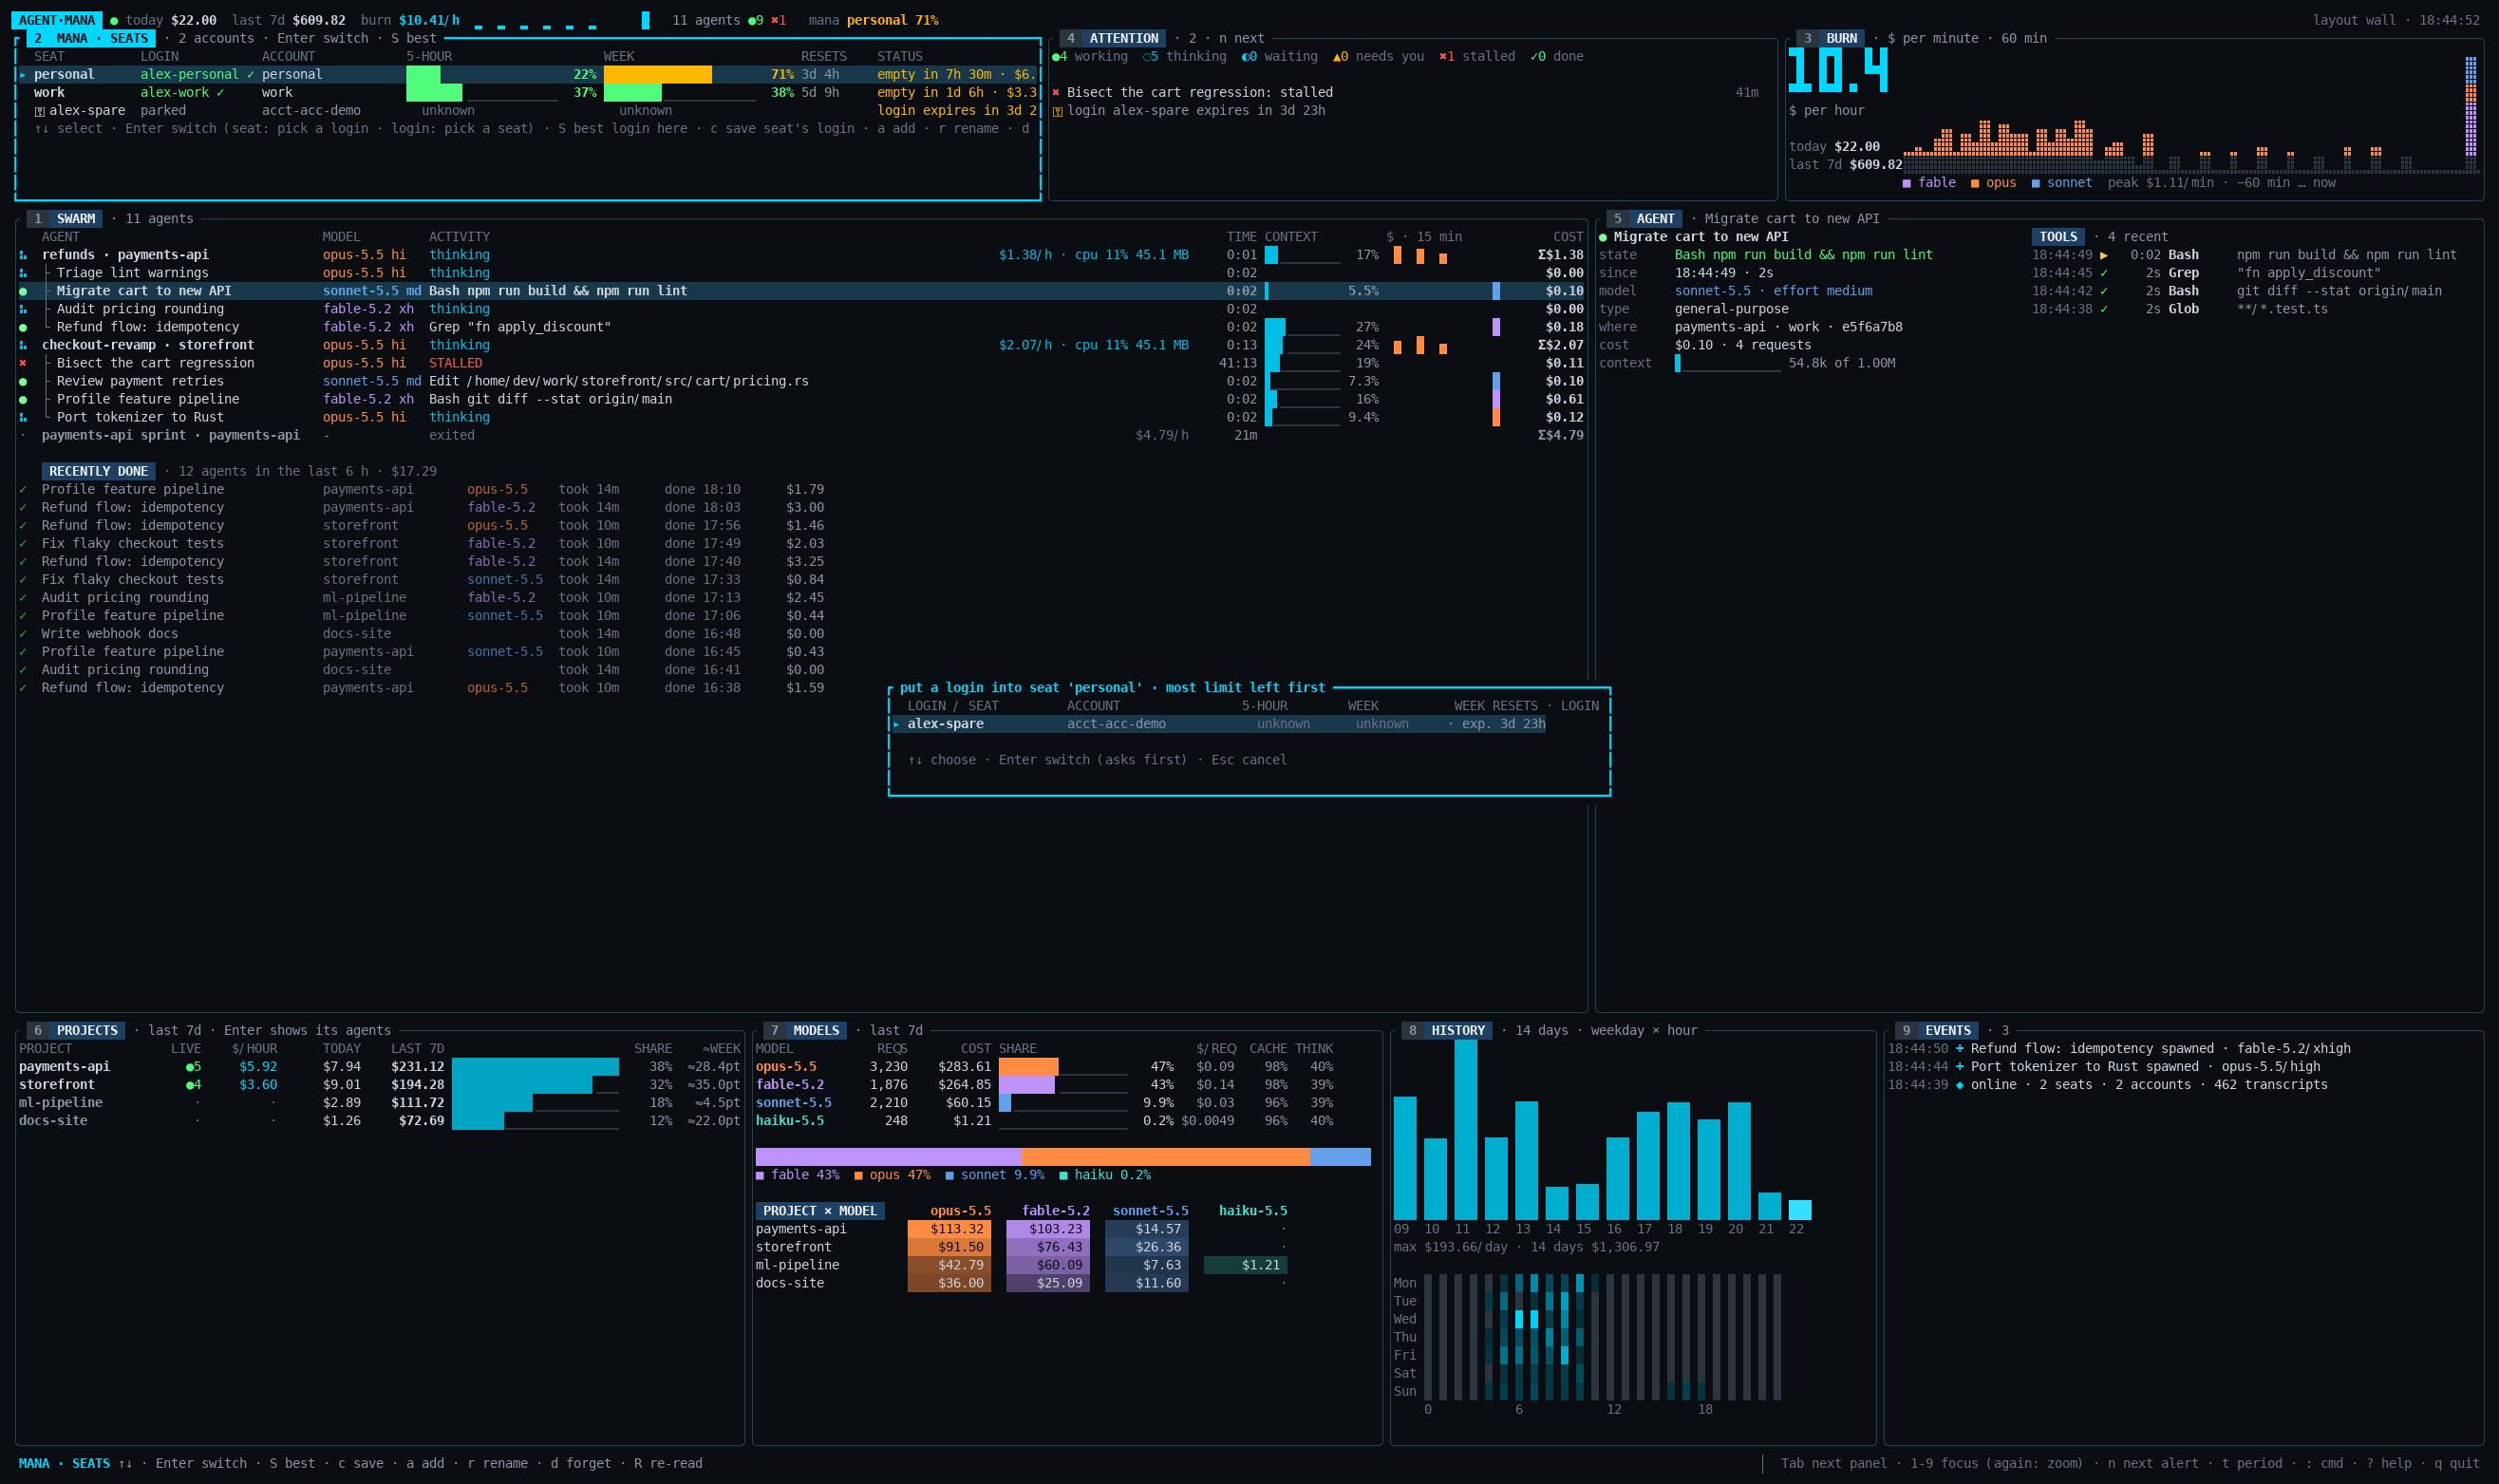 AGENT·MANA ● today $22.00 last 7d $609.82 burn $10.41/h 11 agents ●9 ✖1 mana personal 71% layout wall · 18:44:52
2 MANA · SEATS · 2 accounts · Enter switch · S best
SEAT LOGIN ACCOUNT 5-HOUR WEEK RESETS STATUS
▸ personal alex-personal ✓ personal 22% 71% 3d 4h empty in 7h 30m · $6.
work alex-work ✓ work 37% 38% 5d 9h empty in 1d 6h · $3.3
⚿ alex-spare parked acct-acc-demo unknown unknown login expires in 3d 2
↑↓ select · Enter switch (seat: pick a login · login: pick a seat) · S best login here · c save seat's login · a add · r rename · d
4 ATTENTION · 2 · n next
●4 working ◌5 thinking ◐0 waiting ▲0 needs you ✖1 stalled ✓0 done
✖ Bisect the cart regression: stalled 41m
⚿ login alex-spare expires in 3d 23h
3 BURN · $ per minute · 60 min
10.4
$ per hour
today $22.00
last 7d $609.82
■ fable ■ opus ■ sonnet peak $1.11/min · −60 min … now
1 SWARM · 11 agents
AGENT MODEL ACTIVITY TIME CONTEXT $ · 15 min COST
refunds · payments-api opus-5.5 hi thinking $1.38/h · cpu 11% 45.1 MB 0:01 17% Σ$1.38
├ Triage lint warnings opus-5.5 hi thinking 0:02 $0.00
● ├ Migrate cart to new API sonnet-5.5 md Bash npm run build && npm run lint 0:02 5.5% $0.10
├ Audit pricing rounding fable-5.2 xh thinking 0:02 $0.00
● └ Refund flow: idempotency fable-5.2 xh Grep "fn apply_discount" 0:02 27% $0.18
checkout-revamp · storefront opus-5.5 hi thinking $2.07/h · cpu 11% 45.1 MB 0:13 24% Σ$2.07
✖ ├ Bisect the cart regression opus-5.5 hi STALLED 41:13 19% $0.11
● ├ Review payment retries sonnet-5.5 md Edit /home/dev/work/storefront/src/cart/pricing.rs 0:02 7.3% $0.10
● ├ Profile feature pipeline fable-5.2 xh Bash git diff --stat origin/main 0:02 16% $0.61
└ Port tokenizer to Rust opus-5.5 hi thinking 0:02 9.4% $0.12
· payments-api sprint · payments-api - exited $4.79/h 21m Σ$4.79
RECENTLY DONE · 12 agents in the last 6 h · $17.29
✓ Profile feature pipeline payments-api opus-5.5 took 14m done 18:10 $1.79
✓ Refund flow: idempotency payments-api fable-5.2 took 14m done 18:03 $3.00
✓ Refund flow: idempotency storefront opus-5.5 took 10m done 17:56 $1.46
✓ Fix flaky checkout tests storefront fable-5.2 took 10m done 17:49 $2.03
✓ Refund flow: idempotency storefront fable-5.2 took 14m done 17:40 $3.25
✓ Fix flaky checkout tests storefront sonnet-5.5 took 14m done 17:33 $0.84
✓ Audit pricing rounding ml-pipeline fable-5.2 took 10m done 17:13 $2.45
✓ Profile feature pipeline ml-pipeline sonnet-5.5 took 10m done 17:06 $0.44
✓ Write webhook docs docs-site took 14m done 16:48 $0.00
✓ Profile feature pipeline payments-api sonnet-5.5 took 10m done 16:45 $0.43
✓ Audit pricing rounding docs-site took 14m done 16:41 $0.00
✓ Refund flow: idempotency payments-api opus-5.5 took 10m done 16:38 $1.59
5 AGENT · Migrate cart to new API
● Migrate cart to new API
state Bash npm run build && npm run lint
since 18:44:49 · 2s
model sonnet-5.5 · effort medium
type general-purpose
where payments-api · work · e5f6a7b8
cost $0.10 · 4 requests
context 54.8k of 1.00M
TOOLS · 4 recent
18:44:49 ▶ 0:02 Bash npm run build && npm run lint
18:44:45 ✓ 2s Grep "fn apply_discount"
18:44:42 ✓ 2s Bash git diff --stat origin/main
18:44:38 ✓ 2s Glob **/*.test.ts
put a login into seat 'personal' · most limit left first
LOGIN / SEAT ACCOUNT 5-HOUR WEEK WEEK RESETS · LOGIN
▸ alex-spare acct-acc-demo unknown unknown · exp. 3d 23h
↑↓ choose · Enter switch (asks first) · Esc cancel
6 PROJECTS · last 7d · Enter shows its agents
PROJECT LIVE $/HOUR TODAY LAST 7D SHARE ≈WEEK
payments-api ●5 $5.92 $7.94 $231.12 38% ≈28.4pt
storefront ●4 $3.60 $9.01 $194.28 32% ≈35.0pt
ml-pipeline · · $2.89 $111.72 18% ≈4.5pt
docs-site · · $1.26 $72.69 12% ≈22.0pt
7 MODELS · last 7d
MODEL REQS COST SHARE $/REQ CACHE THINK
opus-5.5 3,230 $283.61 47% $0.09 98% 40%
fable-5.2 1,876 $264.85 43% $0.14 98% 39%
sonnet-5.5 2,210 $60.15 9.9% $0.03 96% 39%
haiku-5.5 248 $1.21 0.2% $0.0049 96% 40%
■ fable 43% ■ opus 47% ■ sonnet 9.9% ■ haiku 0.2%
PROJECT × MODEL opus-5.5 fable-5.2 sonnet-5.5 haiku-5.5
payments-api $113.32 $103.23 $14.57 ·
storefront $91.50 $76.43 $26.36 ·
ml-pipeline $42.79 $60.09 $7.63 $1.21
docs-site $36.00 $25.09 $11.60 ·
8 HISTORY · 14 days · weekday × hour
09 10 11 12 13 14 15 16 17 18 19 20 21 22
max $193.66/day · 14 days $1,306.97
Mon
Tue
Wed
Thu
Fri
Sat
Sun
0 6 12 18
9 EVENTS · 3
18:44:50 + Refund flow: idempotency spawned · fable-5.2/xhigh
18:44:44 + Port tokenizer to Rust spawned · opus-5.5/high
18:44:39 ◆ online · 2 seats · 2 accounts · 462 transcripts
MANA · SEATS ↑↓ · Enter switch · S best · c save · a add · r rename · d forget · R re-read
Tab next panel · 1-9 focus (again: zoom) · n next alert · t period · : cmd · ? help · q quit